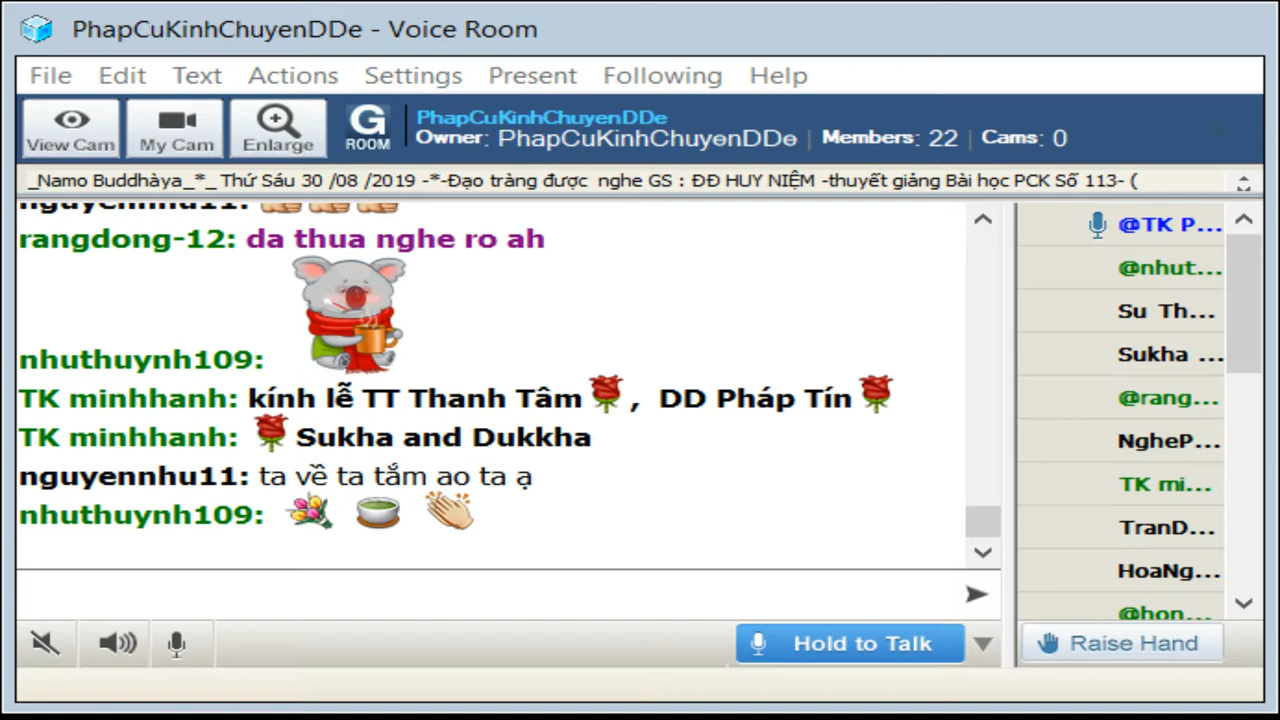 PhapCuKinhChuyenDDe - Voice Room
File Edit Text Actions Settings Present Following Help
View Cam My Cam Enlarge G ROOM
PhapCuKinhChuyenDDe
Owner: PhapCuKinhChuyenDDe | Members: 22 | Cams: 0
_Namo Buddhàya_*_ Thứ Sáu 30 /08 /2019 -*-Đạo tràng được nghe GS : ĐĐ HUY NIỆM -thuyết giảng Bài học PCK Số 113- (
nguyennhu11:
rangdong-12: da thua nghe ro ah
nhuthuynh109:
TK minhhanh: kính lễ TT Thanh Tâm , DD Pháp Tín
TK minhhanh: Sukha and Dukkha
nguyennhu11: ta về ta tắm ao ta ạ
nhuthuynh109:
@TK P...
@nhut...
Su Th...
Sukha ...
@rang...
NgheP...
TK mi...
TranD...
HoaNg...
@hon...
Hold to Talk
Raise Hand